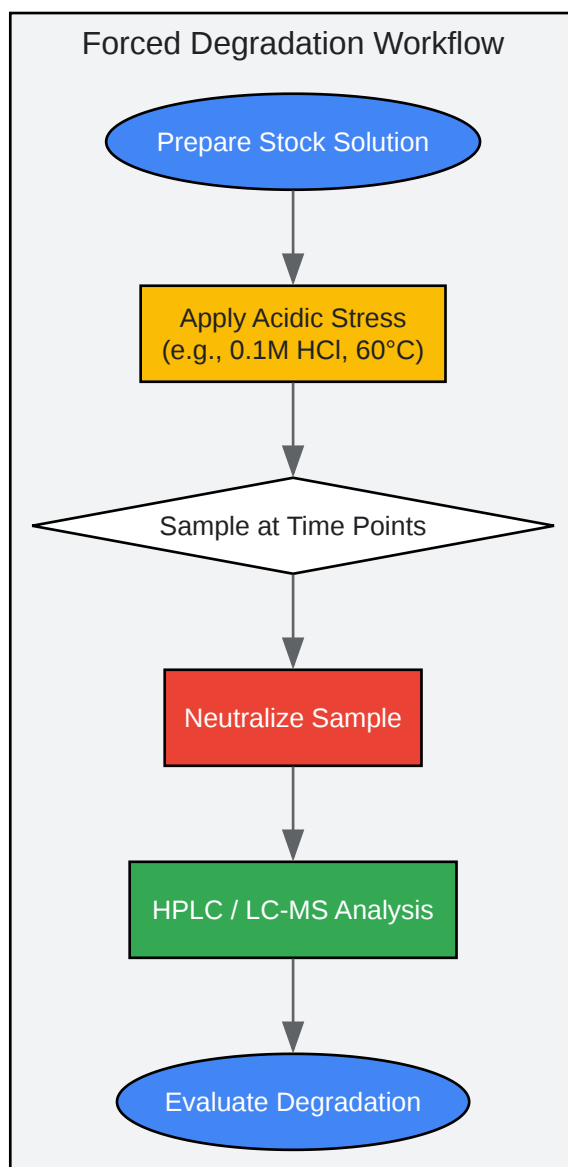 Forced Degradation Workflow
Prepare Stock Solution
Apply Acidic Stress
(e.g., 0.1M HCl, 60°C)
Sample at Time Points
Neutralize Sample
HPLC / LC-MS Analysis
Evaluate Degradation